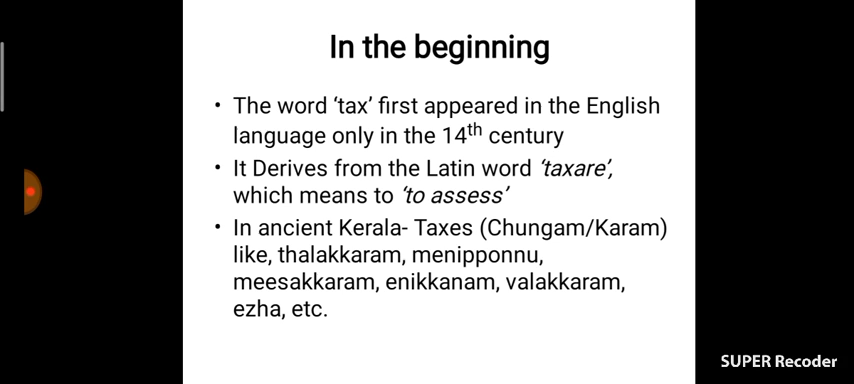 In the beginning
• The word ‘tax’ first appeared in the English
language only in the 14th century
• It Derives from the Latin word ‘taxare’,
which means to ‘to assess’
• In ancient Kerala- Taxes (Chungam/Karam)
like, thalakkaram, menipponnu,
meesakkaram, enikkanam, valakkaram,
ezha, etc.
SUPER Recoder